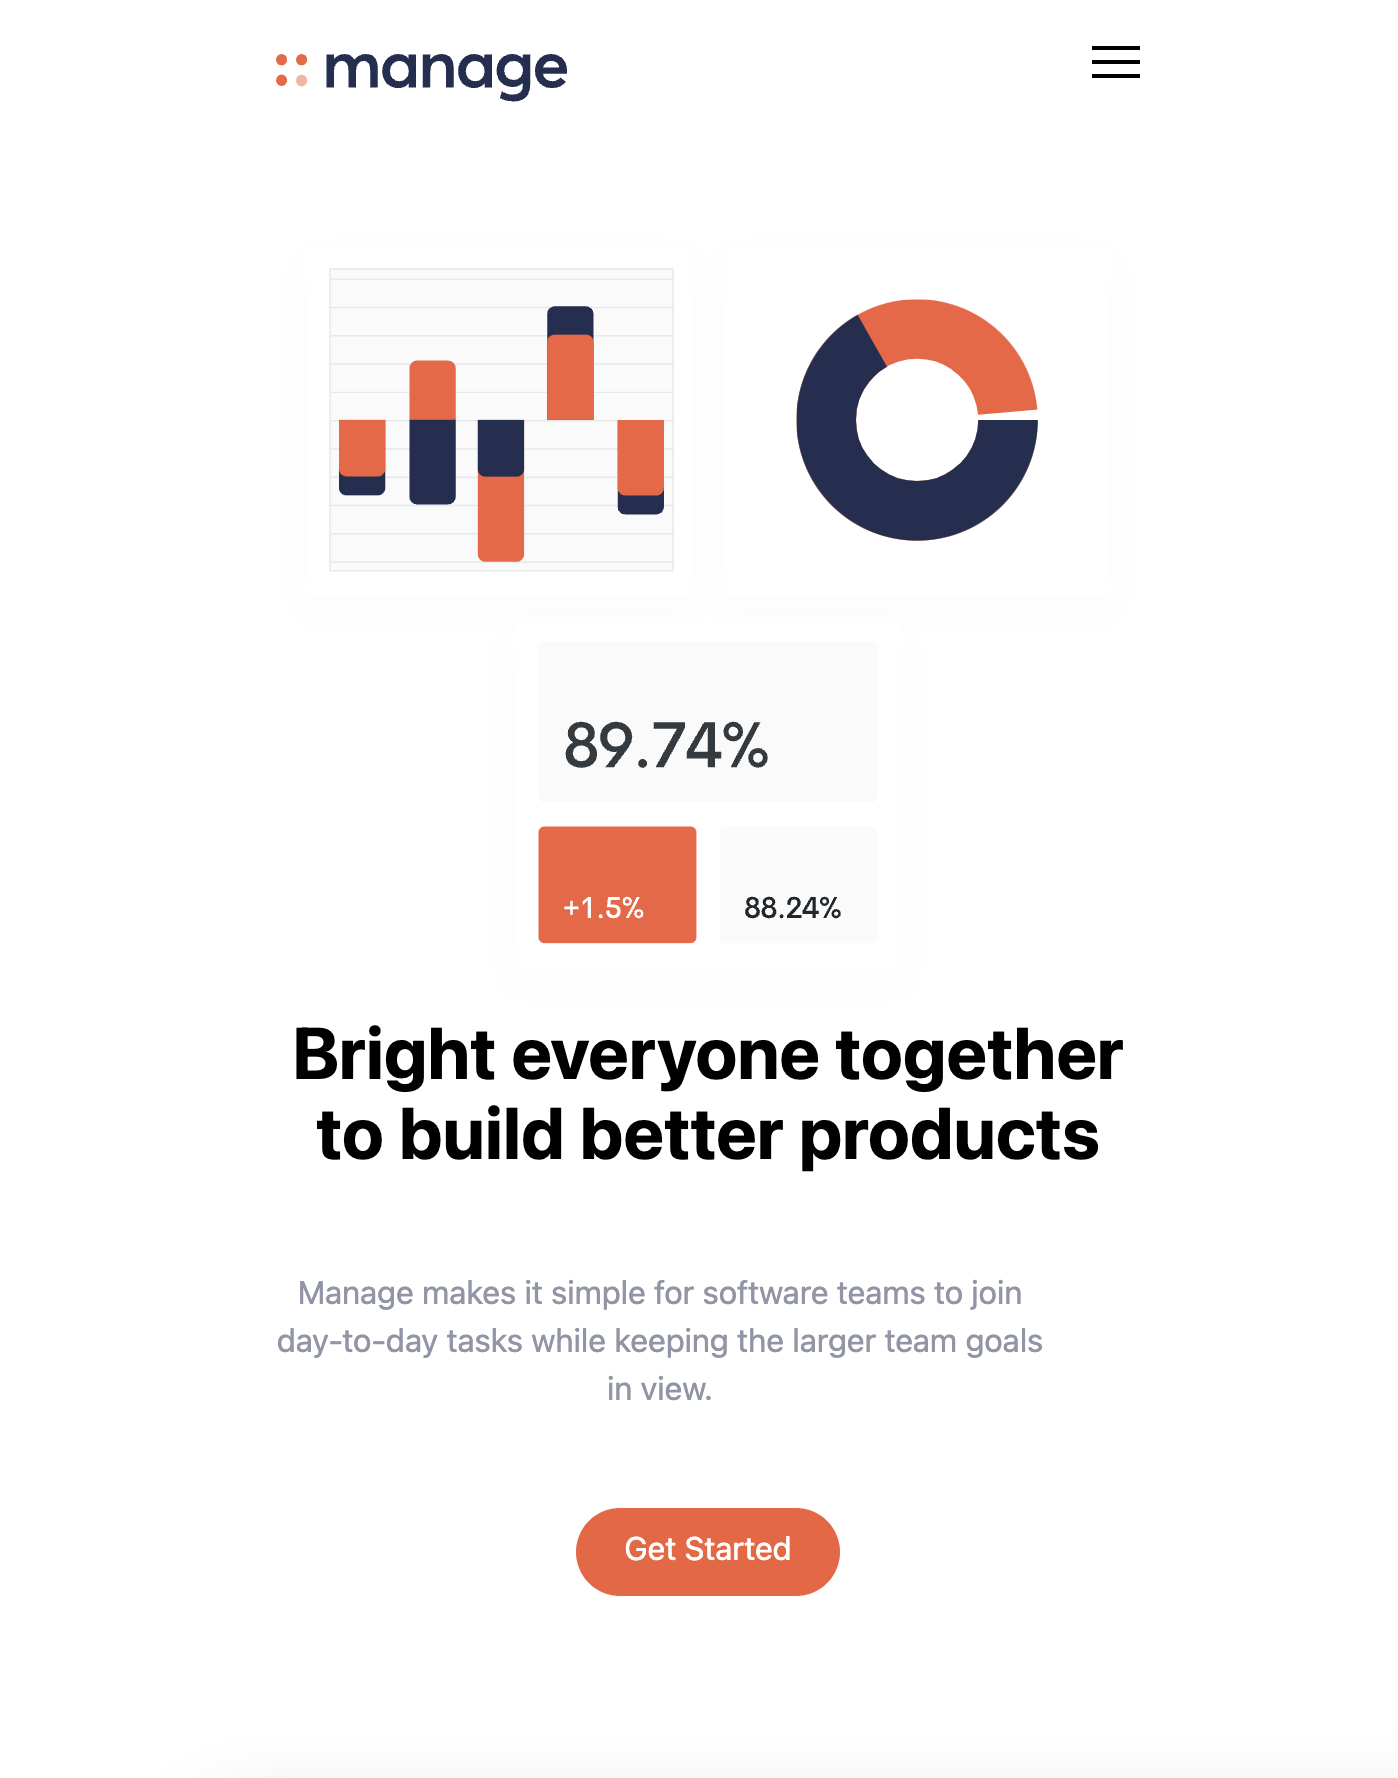 manage
89.74%
+1.5%
88.24%
Bright everyone together
to build better products
Manage makes it simple for software teams to join
day-to-day tasks while keeping the larger team goals
in view.
Get Started